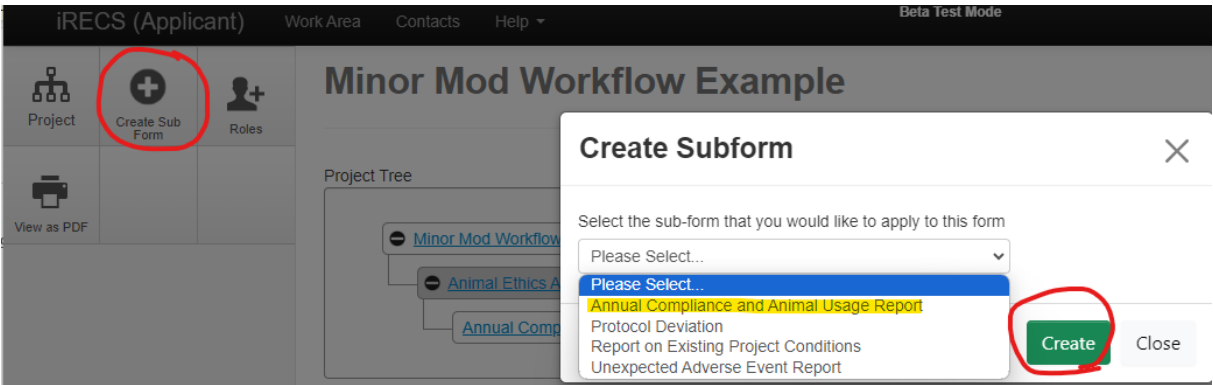 iRECS (Applicant) Work Area Contacts Help
Beta Test Mode
Project
Create Sub
Form
Roles
View as PDF
Minor Mod Workflow Example
Project Tree
Minor Mod Workflow
Animal Ethics A
Annual Comp
Create Subform
Select the sub-form that you would like to apply to this form
Please Select...
Please Select...
Annual Compliance and Animal Usage Report
Protocol Deviation
Report on Existing Project Conditions
Unexpected Adverse Event Report
Create Close